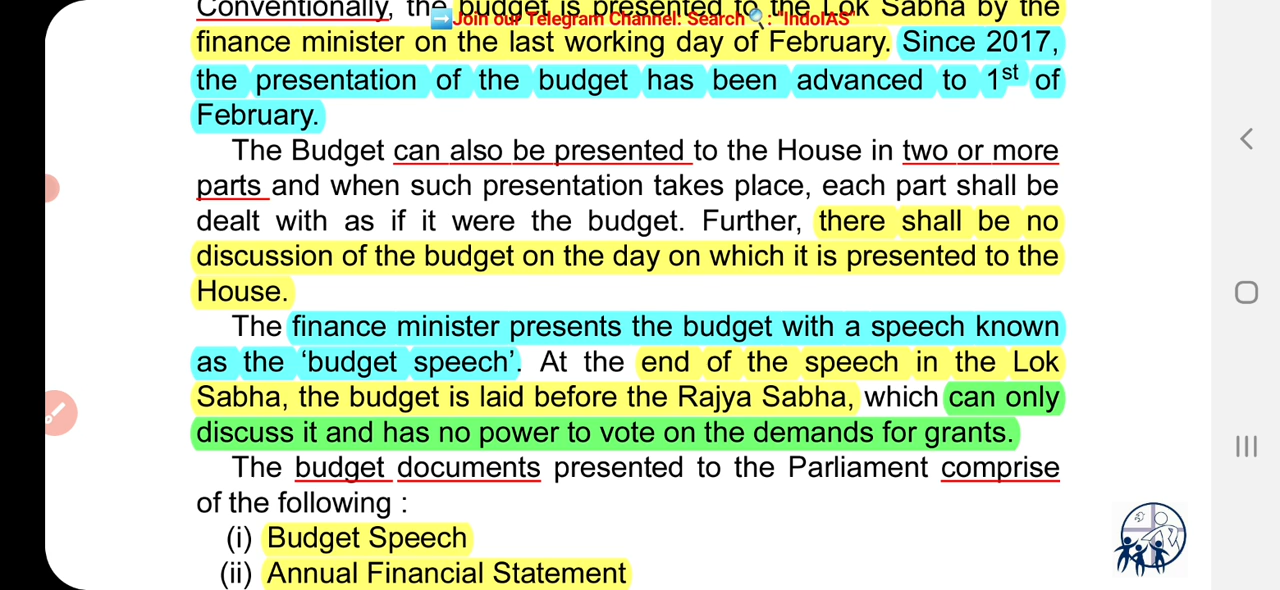 Conventionally, the budget is presented to the Lok Sabha by the
➡️Join our Telegram Channel: Search🔍: "IndoIAS"
finance minister on the last working day of February. Since 2017,
the presentation of the budget has been advanced to 1st of
February.
The Budget can also be presented to the House in two or more
parts and when such presentation takes place, each part shall be
dealt with as if it were the budget. Further, there shall be no
discussion of the budget on the day on which it is presented to the
House.
The finance minister presents the budget with a speech known
as the ‘budget speech’. At the end of the speech in the Lok
Sabha, the budget is laid before the Rajya Sabha, which can only
discuss it and has no power to vote on the demands for grants.
The budget documents presented to the Parliament comprise
of the following :
(i) Budget Speech
(ii) Annual Financial Statement